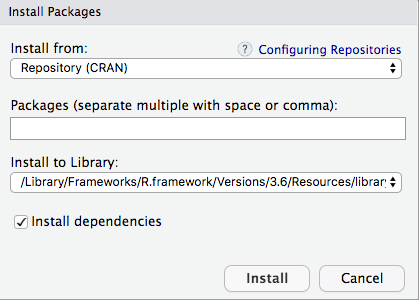 Install Packages
Install from:
? Configuring Repositories
Repository (CRAN)
Packages (separate multiple with space or comma):
Install to Library:
/Library/Frameworks/R.framework/Versions/3.6/Resources/library
Install dependencies
Install Cancel